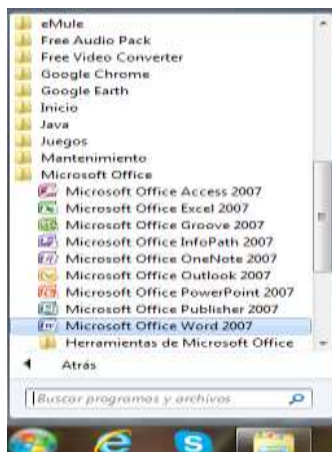 eMule
Free Audio Pack
Free Video Converter
Google Chrome
Google Earth
Inicio
Java
Juegos
Mantenimiento
Microsoft Office
Microsoft Office Access 2007
Microsoft Office Excel 2007
Microsoft Office Groove 2007
Microsoft Office InfoPath 2007
Microsoft Office OneNote 2007
Microsoft Office Outlook 2007
Microsoft Office PowerPoint 2007
Microsoft Office Publisher 2007
Microsoft Office Word 2007
Herramientas de Microsoft Office
Atrás
Buscar programas y archivos